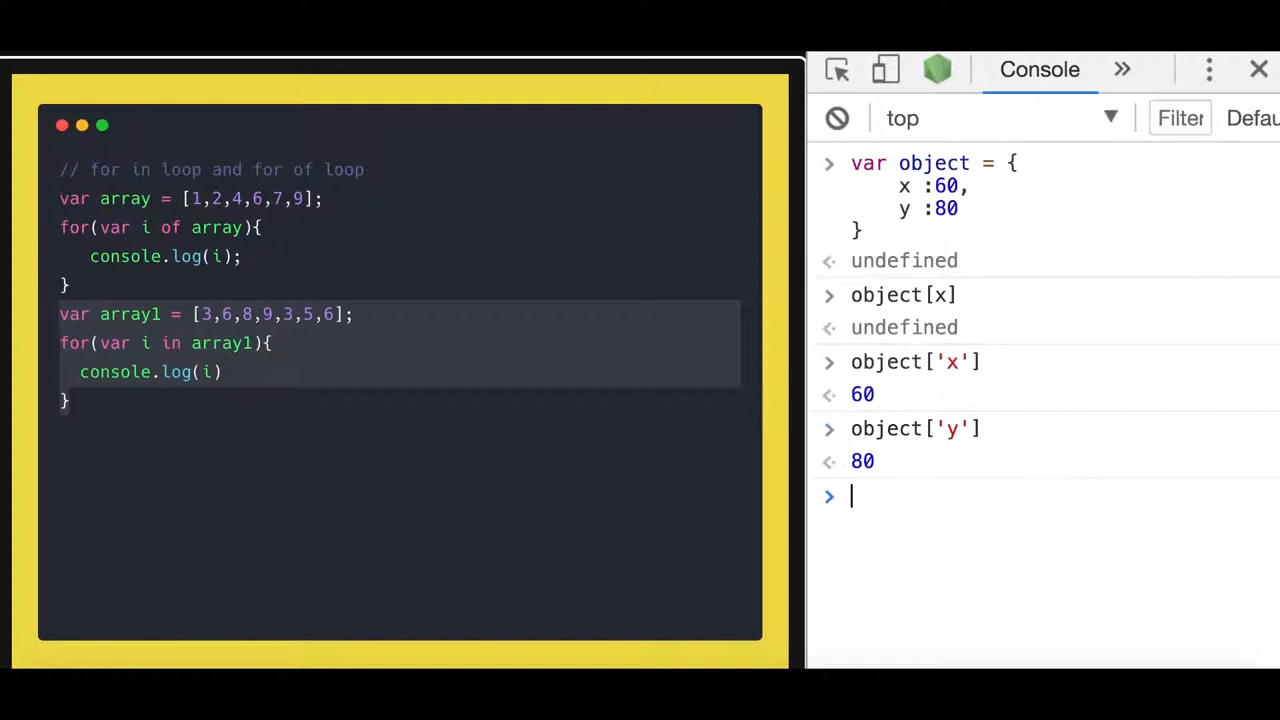 // for in loop and for of loop
var array = [1,2,4,6,7,9];
for(var i of array){
   console.log(i);
}
var array1 = [3,6,8,9,3,5,6];
for(var i in array1){
  console.log(i)
}
Console »
top Filter Defau
> var object = {
      x :60,
      y :80
  }
undefined
> object[x]
undefined
> object['x']
60
> object['y']
80
>